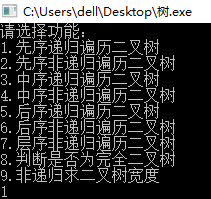 C:\Users\dell\Desktop\树.exe
请选择功能：
1.先序递归遍历二叉树
2.先序非递归遍历二叉树
3.中序递归遍历二叉树
4.中序非递归遍历二叉树
5.后序递归遍历二叉树
6.后序非递归遍历二叉树
7.层序非递归遍历二叉树
8.判断是否为完全二叉树
9.非递归求二叉树宽度
1